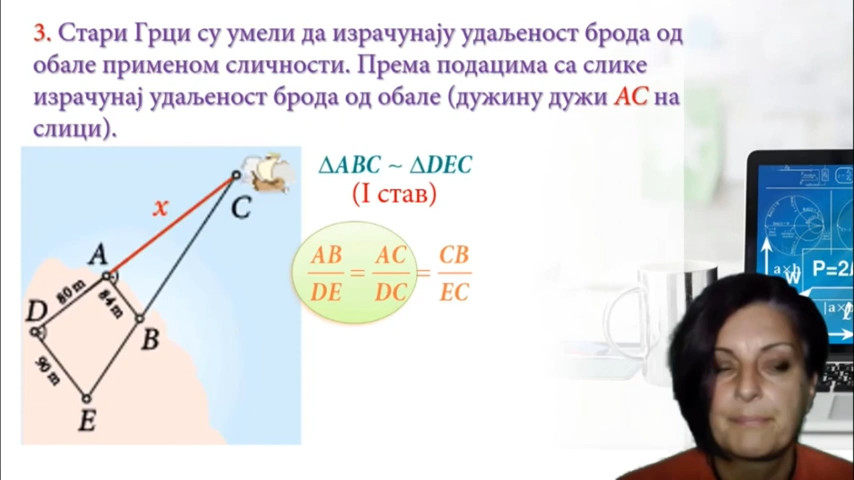 3. Стари Грци су умели да израчунају удаљеност брода од
обале применом сличности. Према подацима са слике
израчунај удаљеност брода од обале (дужину дужи AC на
слици).
ΔABC ~ ΔDEC
(I став)
AB/DE = AC/DC = CB/EC
x
C
A
80 m
84 m
D
B
90 m
E
a×b
W
P=2